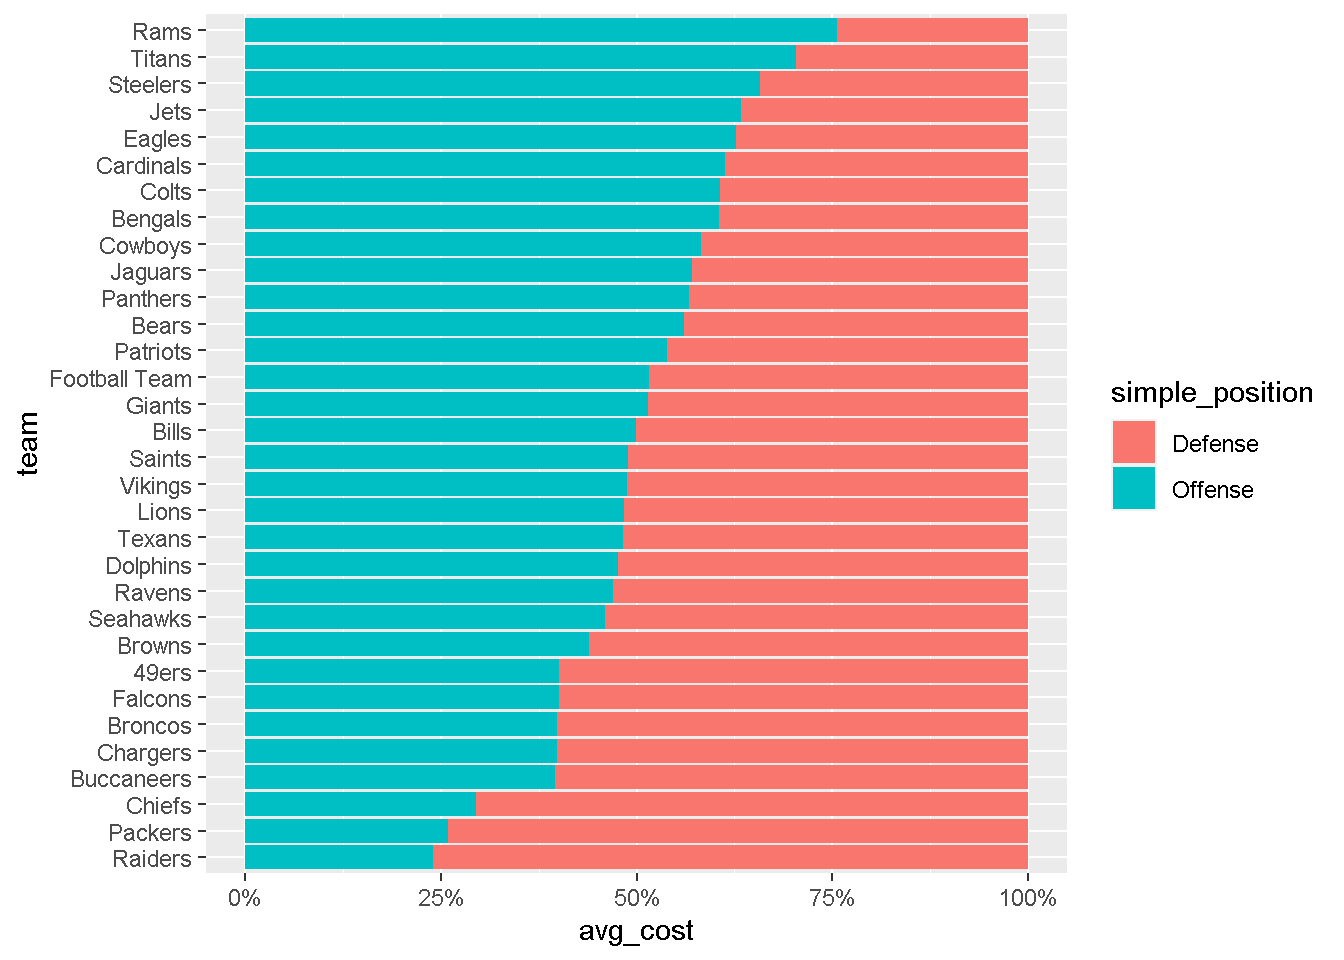 Rams
Titans
Steelers
Jets
Eagles
Cardinals
Colts
Bengals
Cowboys
Jaguars
Panthers
Bears
Patriots
Football Team
Giants
Bills
Saints
Vikings
Lions
Texans
Dolphins
Ravens
Seahawks
Browns
49ers
Falcons
Broncos
Chargers
Buccaneers
Chiefs
Packers
Raiders
team
0% 25% 50% 75% 100%
avg_cost
simple_position
Defense
Offense